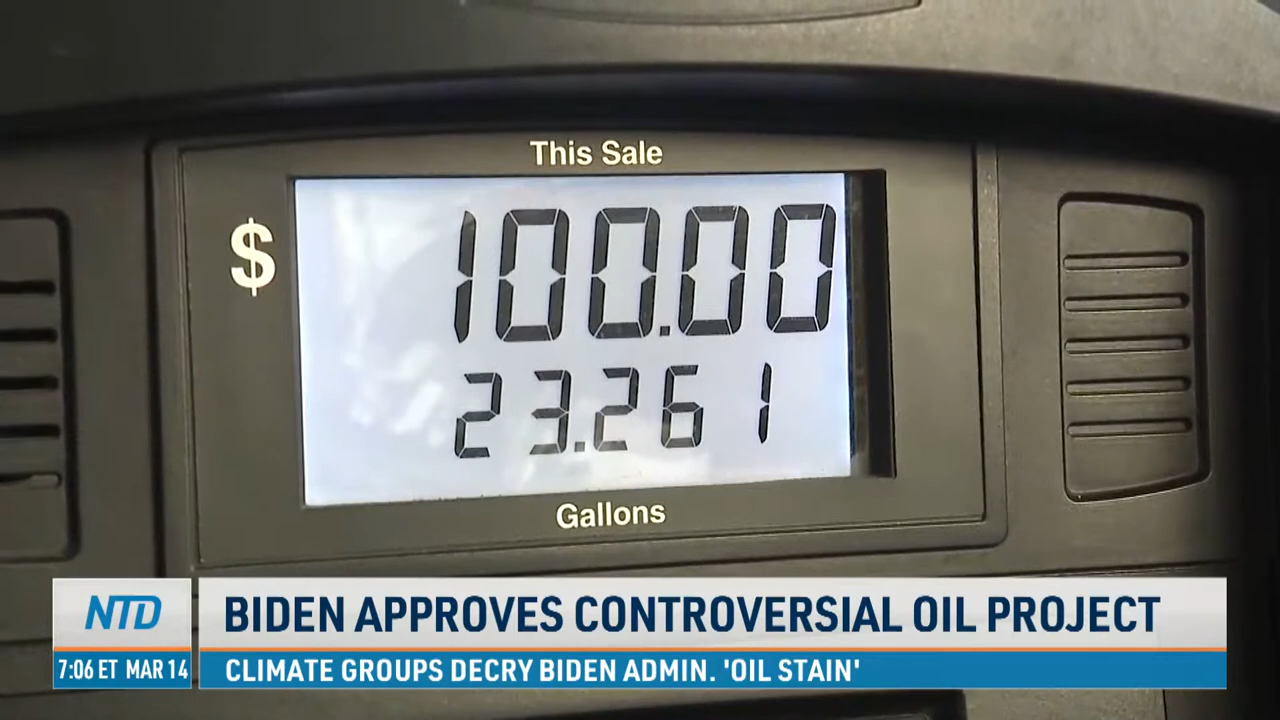 This Sale
$ 100.00
23.261
Gallons
NTD
BIDEN APPROVES CONTROVERSIAL OIL PROJECT
7:06 ET MAR 14
CLIMATE GROUPS DECRY BIDEN ADMIN. 'OIL STAIN'